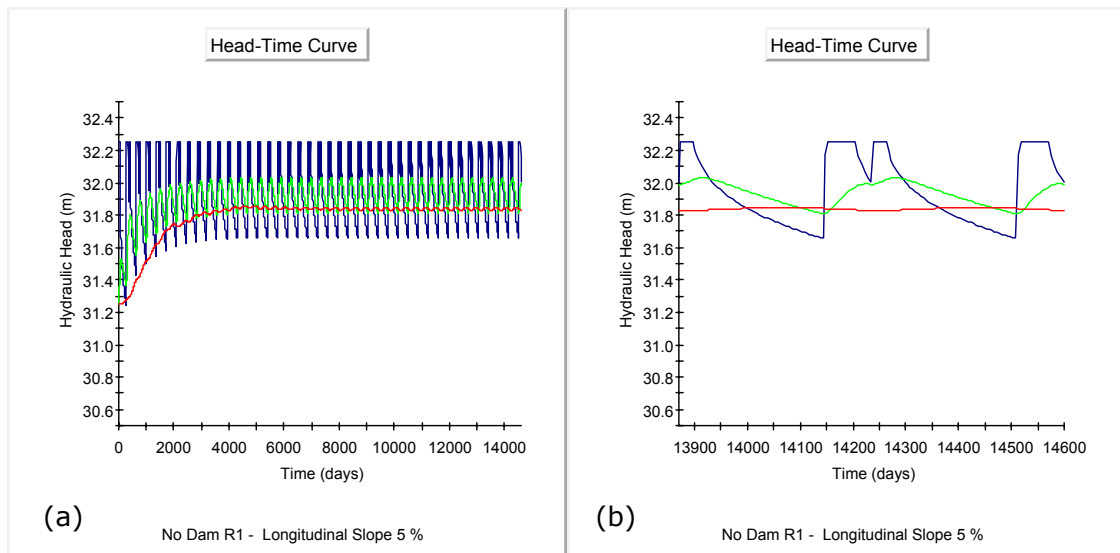 Head-Time Curve
32.4
32.2
32.0
31.8
31.6
31.4
31.2
31.0
30.8
30.6
Hydraulic Head (m)
0 2000 4000 6000 8000 10000 14000
Time (days)
(a)
No Dam R1 - Longitudinal Slope 5 %
Head-Time Curve
32.4
32.2
32.0
31.8
31.6
31.4
31.2
31.0
30.8
30.6
Hydraulic Head (m)
13900 14000 14100 14200 14300 14400 14500 14600
Time (days)
(b)
No Dam R1 - Longitudinal Slope 5 %